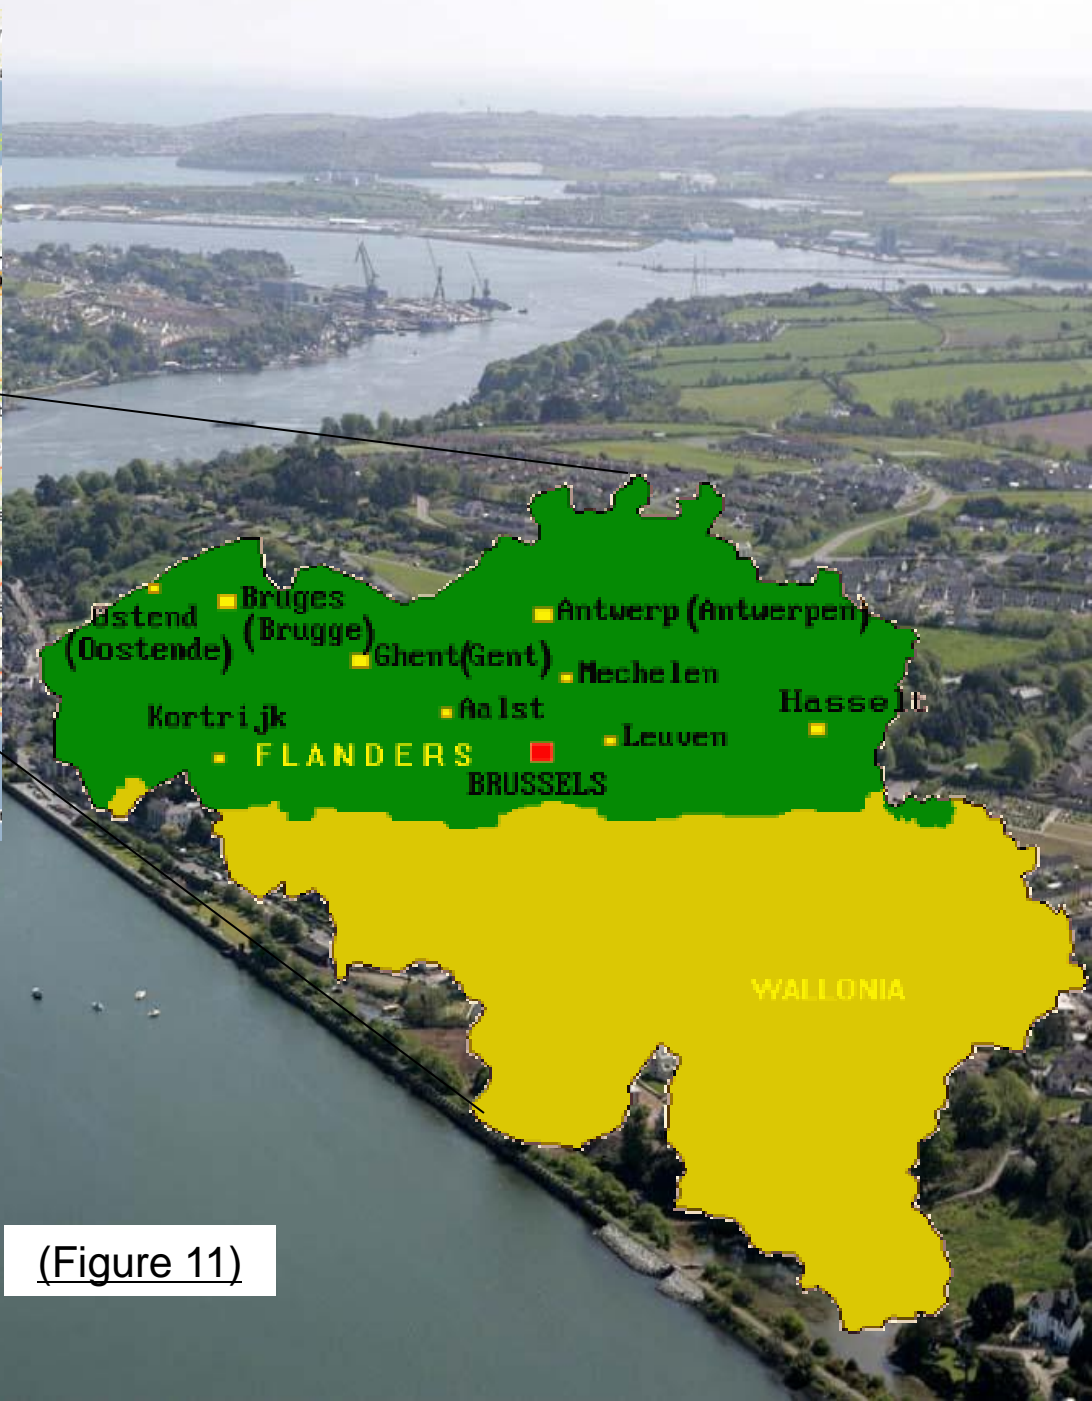 Bruges
(Brugge)
Ostend
(Oostende)
Antwerp (Antwerpen)
Ghent(Gent)
Mechelen
Hasselt
Kortrijk
Aalst
Leuven
FLANDERS
BRUSSELS
WALLONIA
(Figure 11)